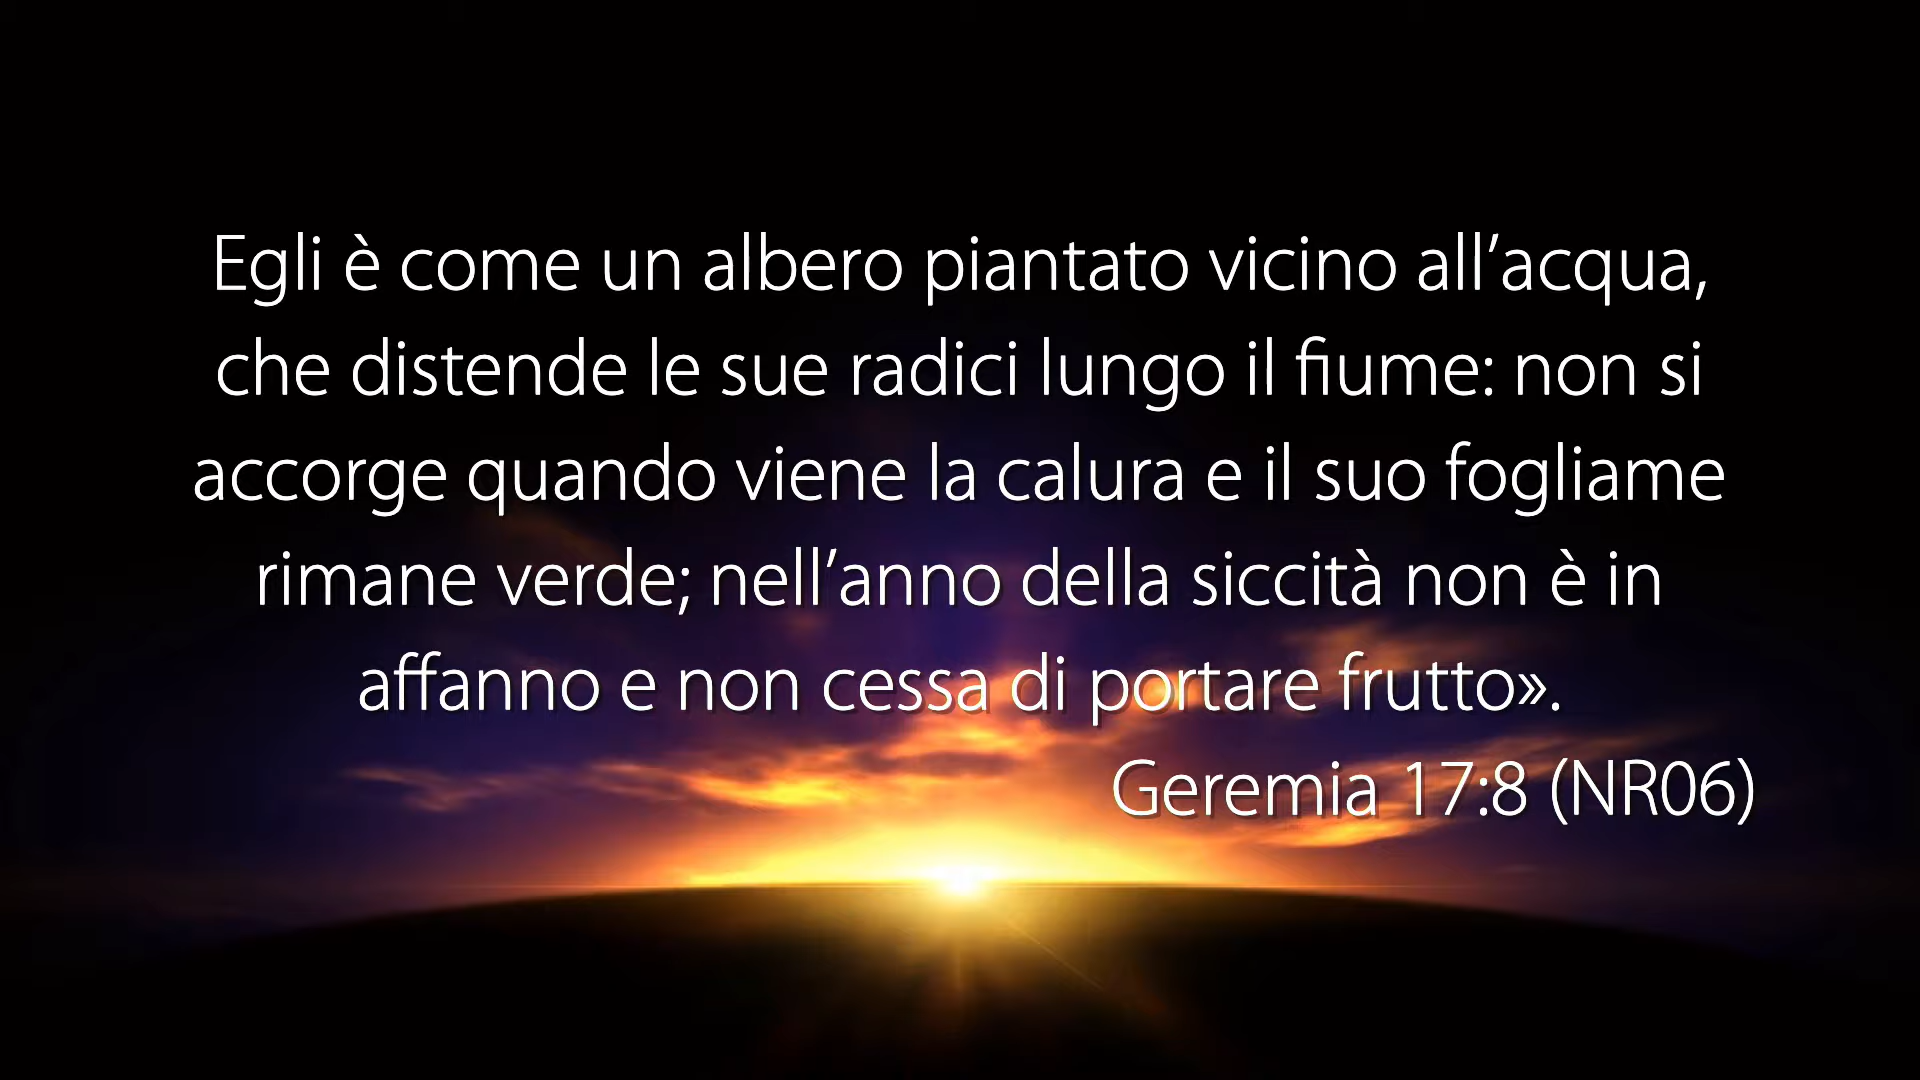 Egli è come un albero piantato vicino all’acqua,
che distende le sue radici lungo il fiume: non si
accorge quando viene la calura e il suo fogliame
rimane verde; nell’anno della siccità non è in
affanno e non cessa di portare frutto».
Geremia 17:8 (NR06)